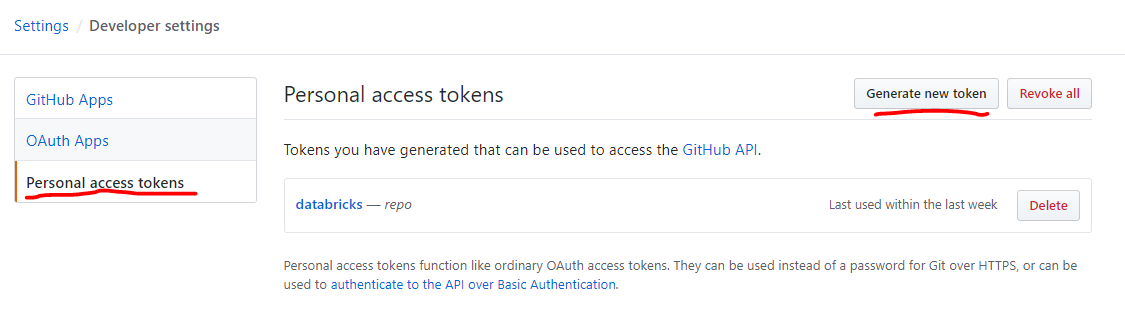 Settings / Developer settings
GitHub Apps
OAuth Apps
Personal access tokens
Personal access tokens
Generate new token
Revoke all
Tokens you have generated that can be used to access the GitHub API.
databricks — repo
Last used within the last week
Delete
Personal access tokens function like ordinary OAuth access tokens. They can be used instead of a password for Git over HTTPS, or can be
used to authenticate to the API over Basic Authentication.